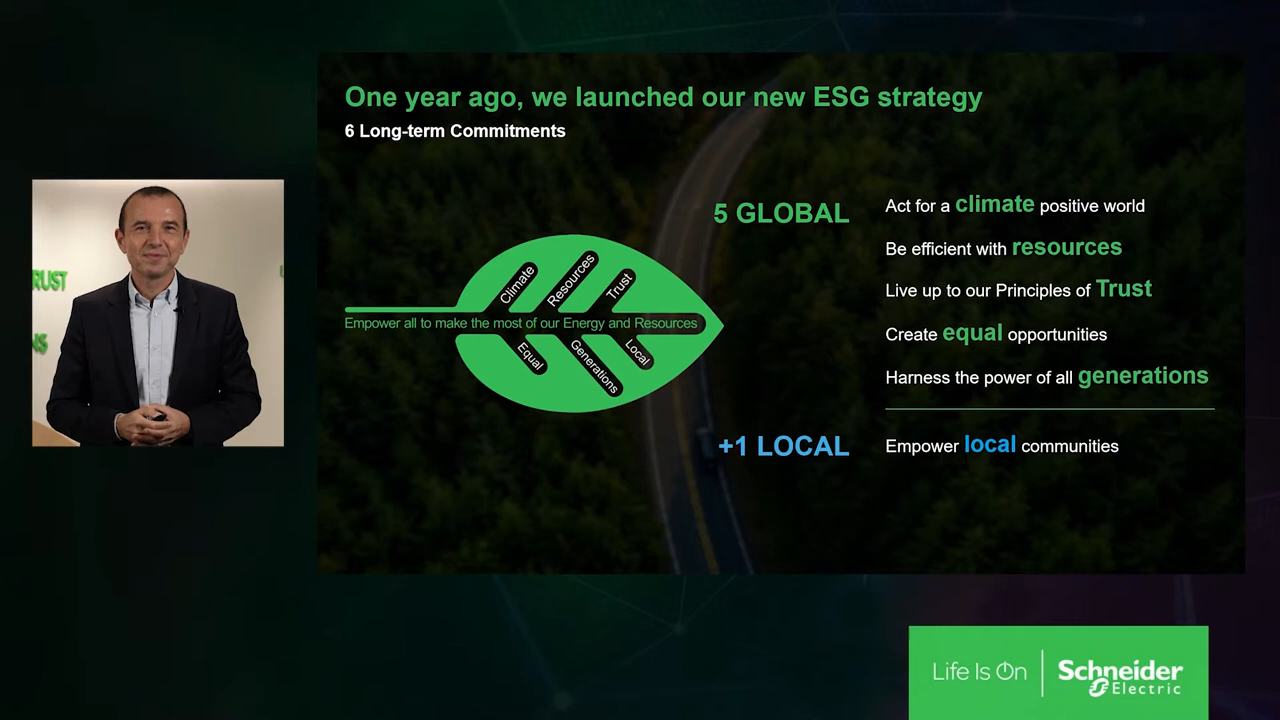 One year ago, we launched our new ESG strategy
6 Long-term Commitments
5 GLOBAL
Act for a climate positive world
Be efficient with resources
Live up to our Principles of Trust
Create equal opportunities
Harness the power of all generations
+1 LOCAL
Empower local communities
Climate
Resources
Trust
Empower all to make the most of our Energy and Resources
Equal
Generations
Local
Life Is On
Schneider
Electric